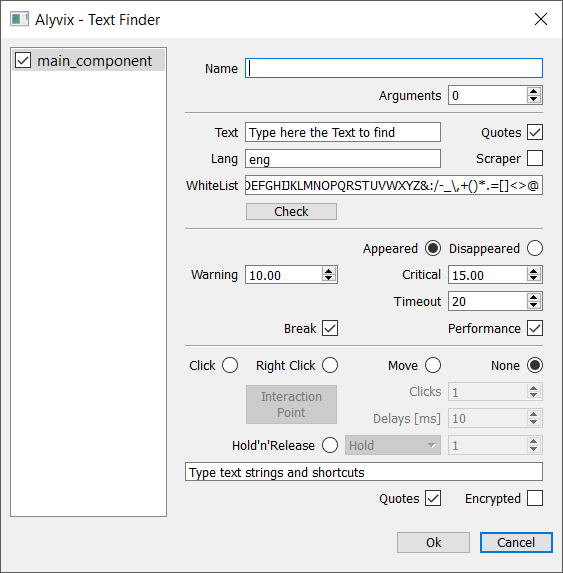 Alyvix - Text Finder
main_component
Name
Arguments 0
Text Type here the Text to find Quotes
Lang eng Scraper
WhiteList DEFGHIJKLMNOPQRSTUVWXYZ&:/-_\,+()*.=[]<>@
Check
Appeared Disappeared
Warning 10.00 Critical 15.00
Timeout 20
Break Performance
Click Right Click Move None
Interaction Point Clicks 1
Delays [ms] 10
Hold'n'Release Hold 1
Type text strings and shortcuts
Quotes Encrypted
Ok Cancel